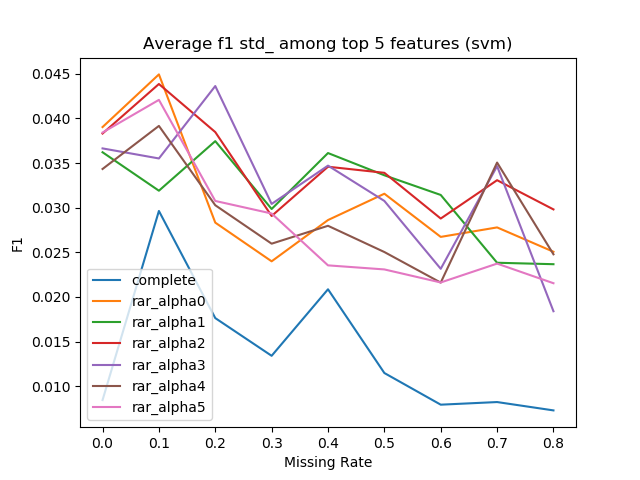 Average f1 std_ among top 5 features (svm)
0.045
0.040
0.035
0.030
0.025
0.020
0.015
0.010
F1
complete
rar_alpha0
rar_alpha1
rar_alpha2
rar_alpha3
rar_alpha4
rar_alpha5
0.0 0.1 0.2 0.3 0.4 0.5 0.6 0.7 0.8
Missing Rate